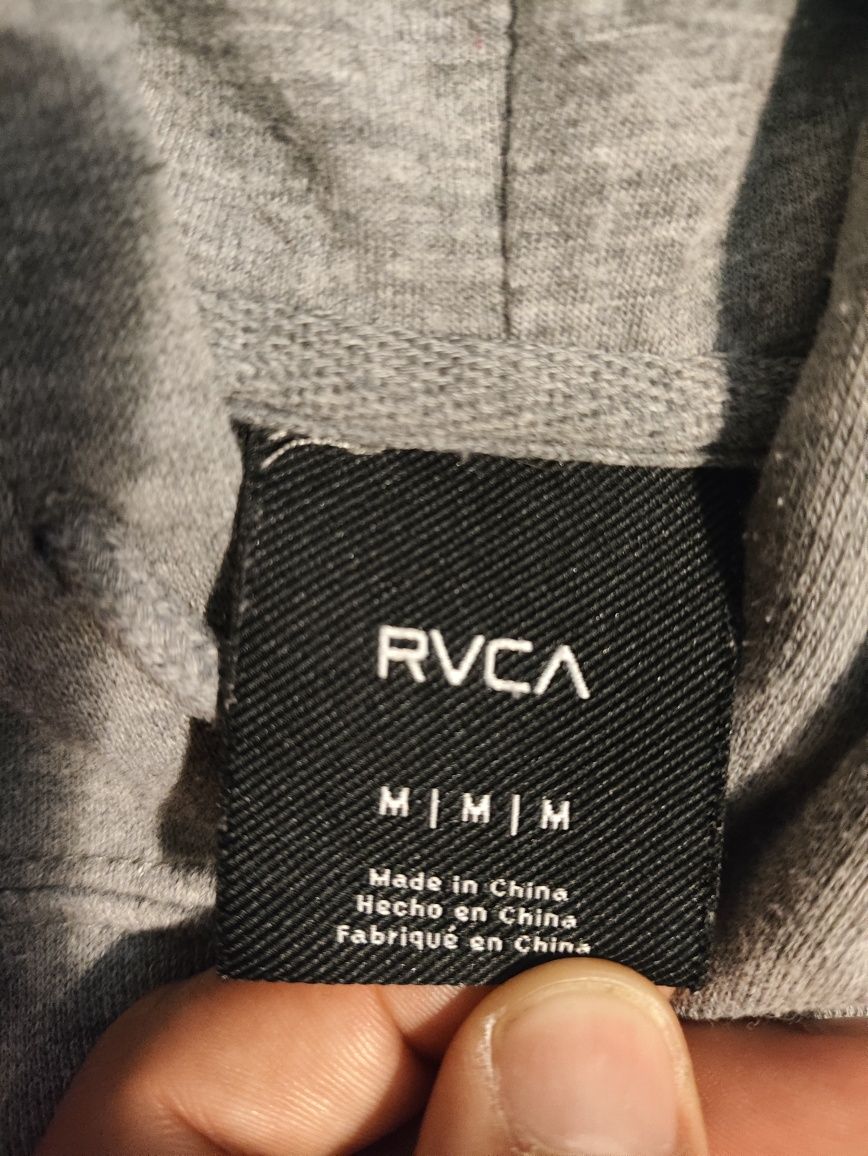 RVCA
M | M | M
Made in China
Hecho en China
Fabriqué en China